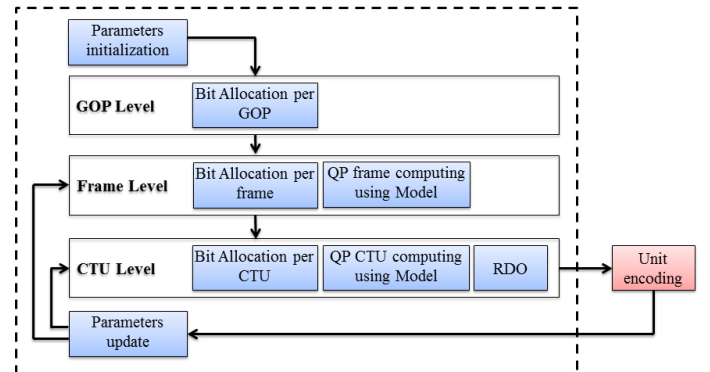 Parameters
initialization
GOP Level
Bit Allocation per
GOP
Frame Level
Bit Allocation per
frame
QP frame computing
using Model
CTU Level
Bit Allocation per
CTU
QP CTU computing
using Model
RDO
Unit
encoding
Parameters
update